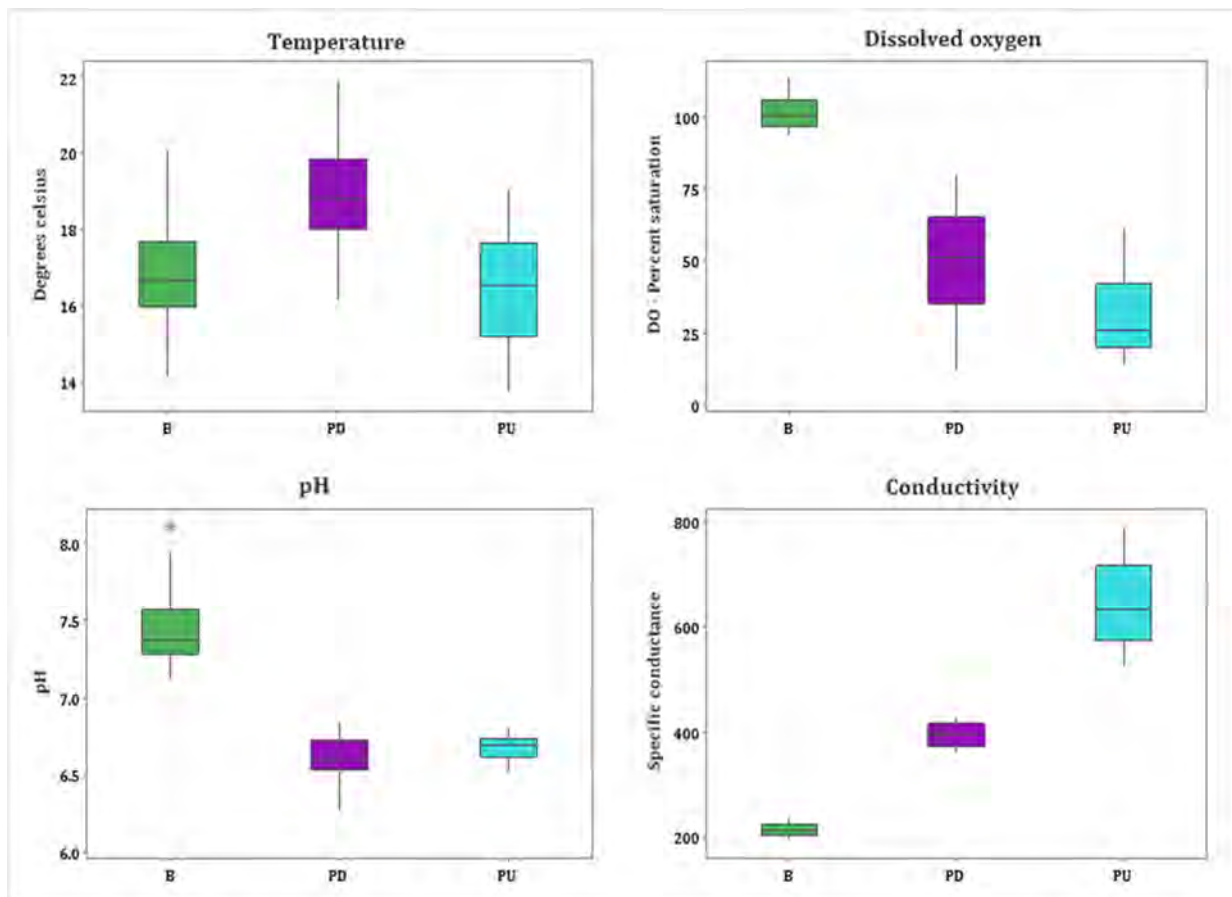 Temperature
Degrees celsius
22
20
18
16
14
B PD PU
Dissolved oxygen
DO - Percent saturation
100
75
50
25
0
B PD PU
pH
pH
8.0
7.5
7.0
6.5
6.0
B PD PU
Conductivity
Specific conductance
800
600
400
200
B PD PU